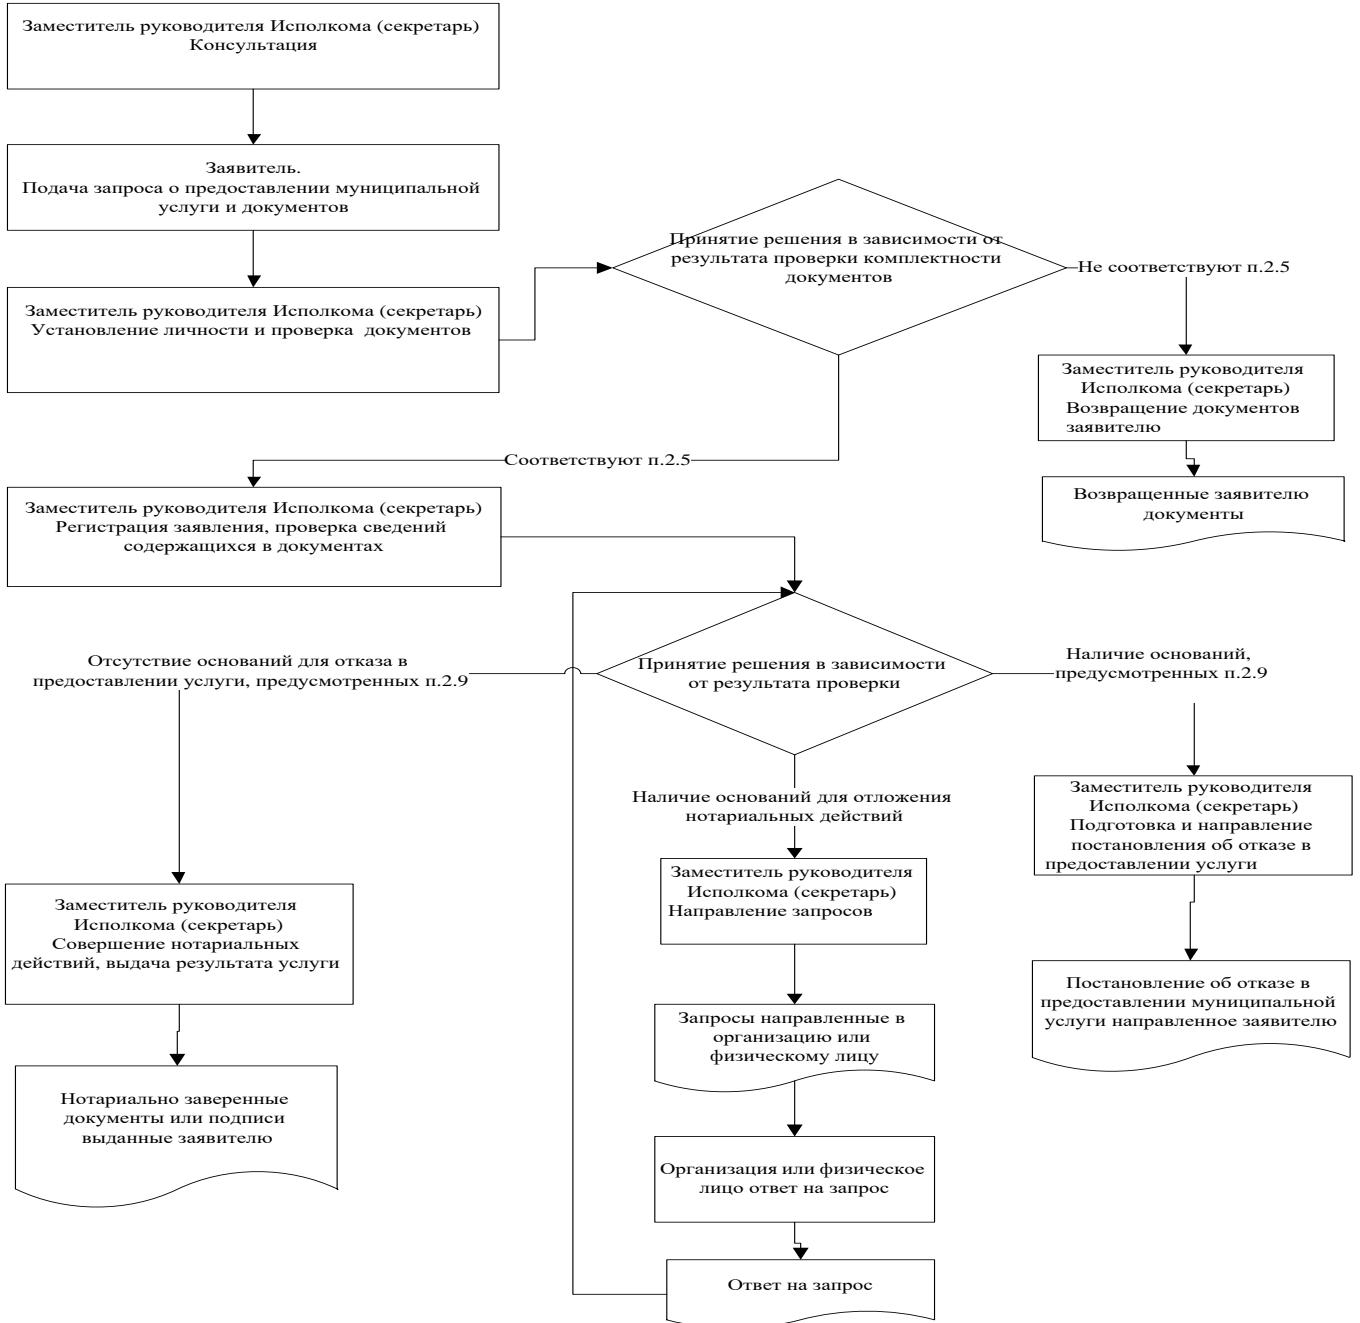 Заместитель руководителя Исполкома (секретарь)
Консультация
Заявитель.
Подача запроса о предоставлении муниципальной
услуги и документов
Заместитель руководителя Исполкома (секретарь)
Установление личности и проверка документов
Принятие решения в зависимости от
результата проверки комплектности
документов
Не соответствуют п.2.5
Заместитель руководителя
Исполкома (секретарь)
Возвращение документов
заявителю
Возвращенные заявителю
документы
Соответствуют п.2.5
Заместитель руководителя Исполкома (секретарь)
Регистрация заявления, проверка сведений
содержащихся в документах
Принятие решения в зависимости
от результата проверки
Отсутствие оснований для отказа в
предоставлении услуги, предусмотренных п.2.9
Наличие оснований,
предусмотренных п.2.9
Наличие оснований для отложения
нотариальных действий
Заместитель руководителя
Исполкома (секретарь)
Подготовка и направление
постановления об отказе в
предоставлении услуги
Заместитель руководителя
Исполкома (секретарь)
Направление запросов
Заместитель руководителя
Исполкома (секретарь)
Совершение нотариальных
действий, выдача результата услуги
Постановление об отказе в
предоставлении муниципальной
услуги направленное заявителю
Запросы направленные в
организацию или
физическому лицу
Нотариально заверенные
документы или подписи
выданные заявителю
Организация или физическое
лицо ответ на запрос
Ответ на запрос